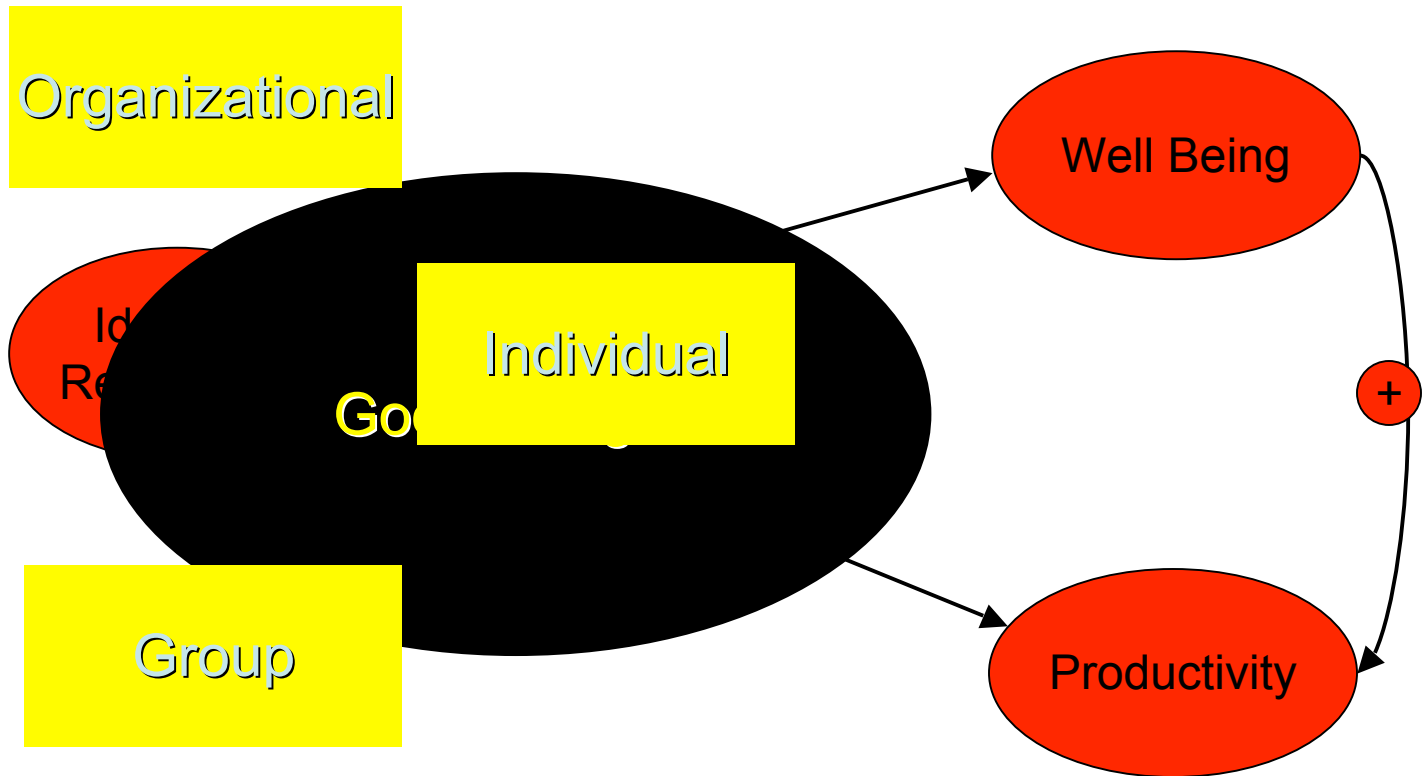 Organizational
Well Being
Individual
+
Group
Productivity